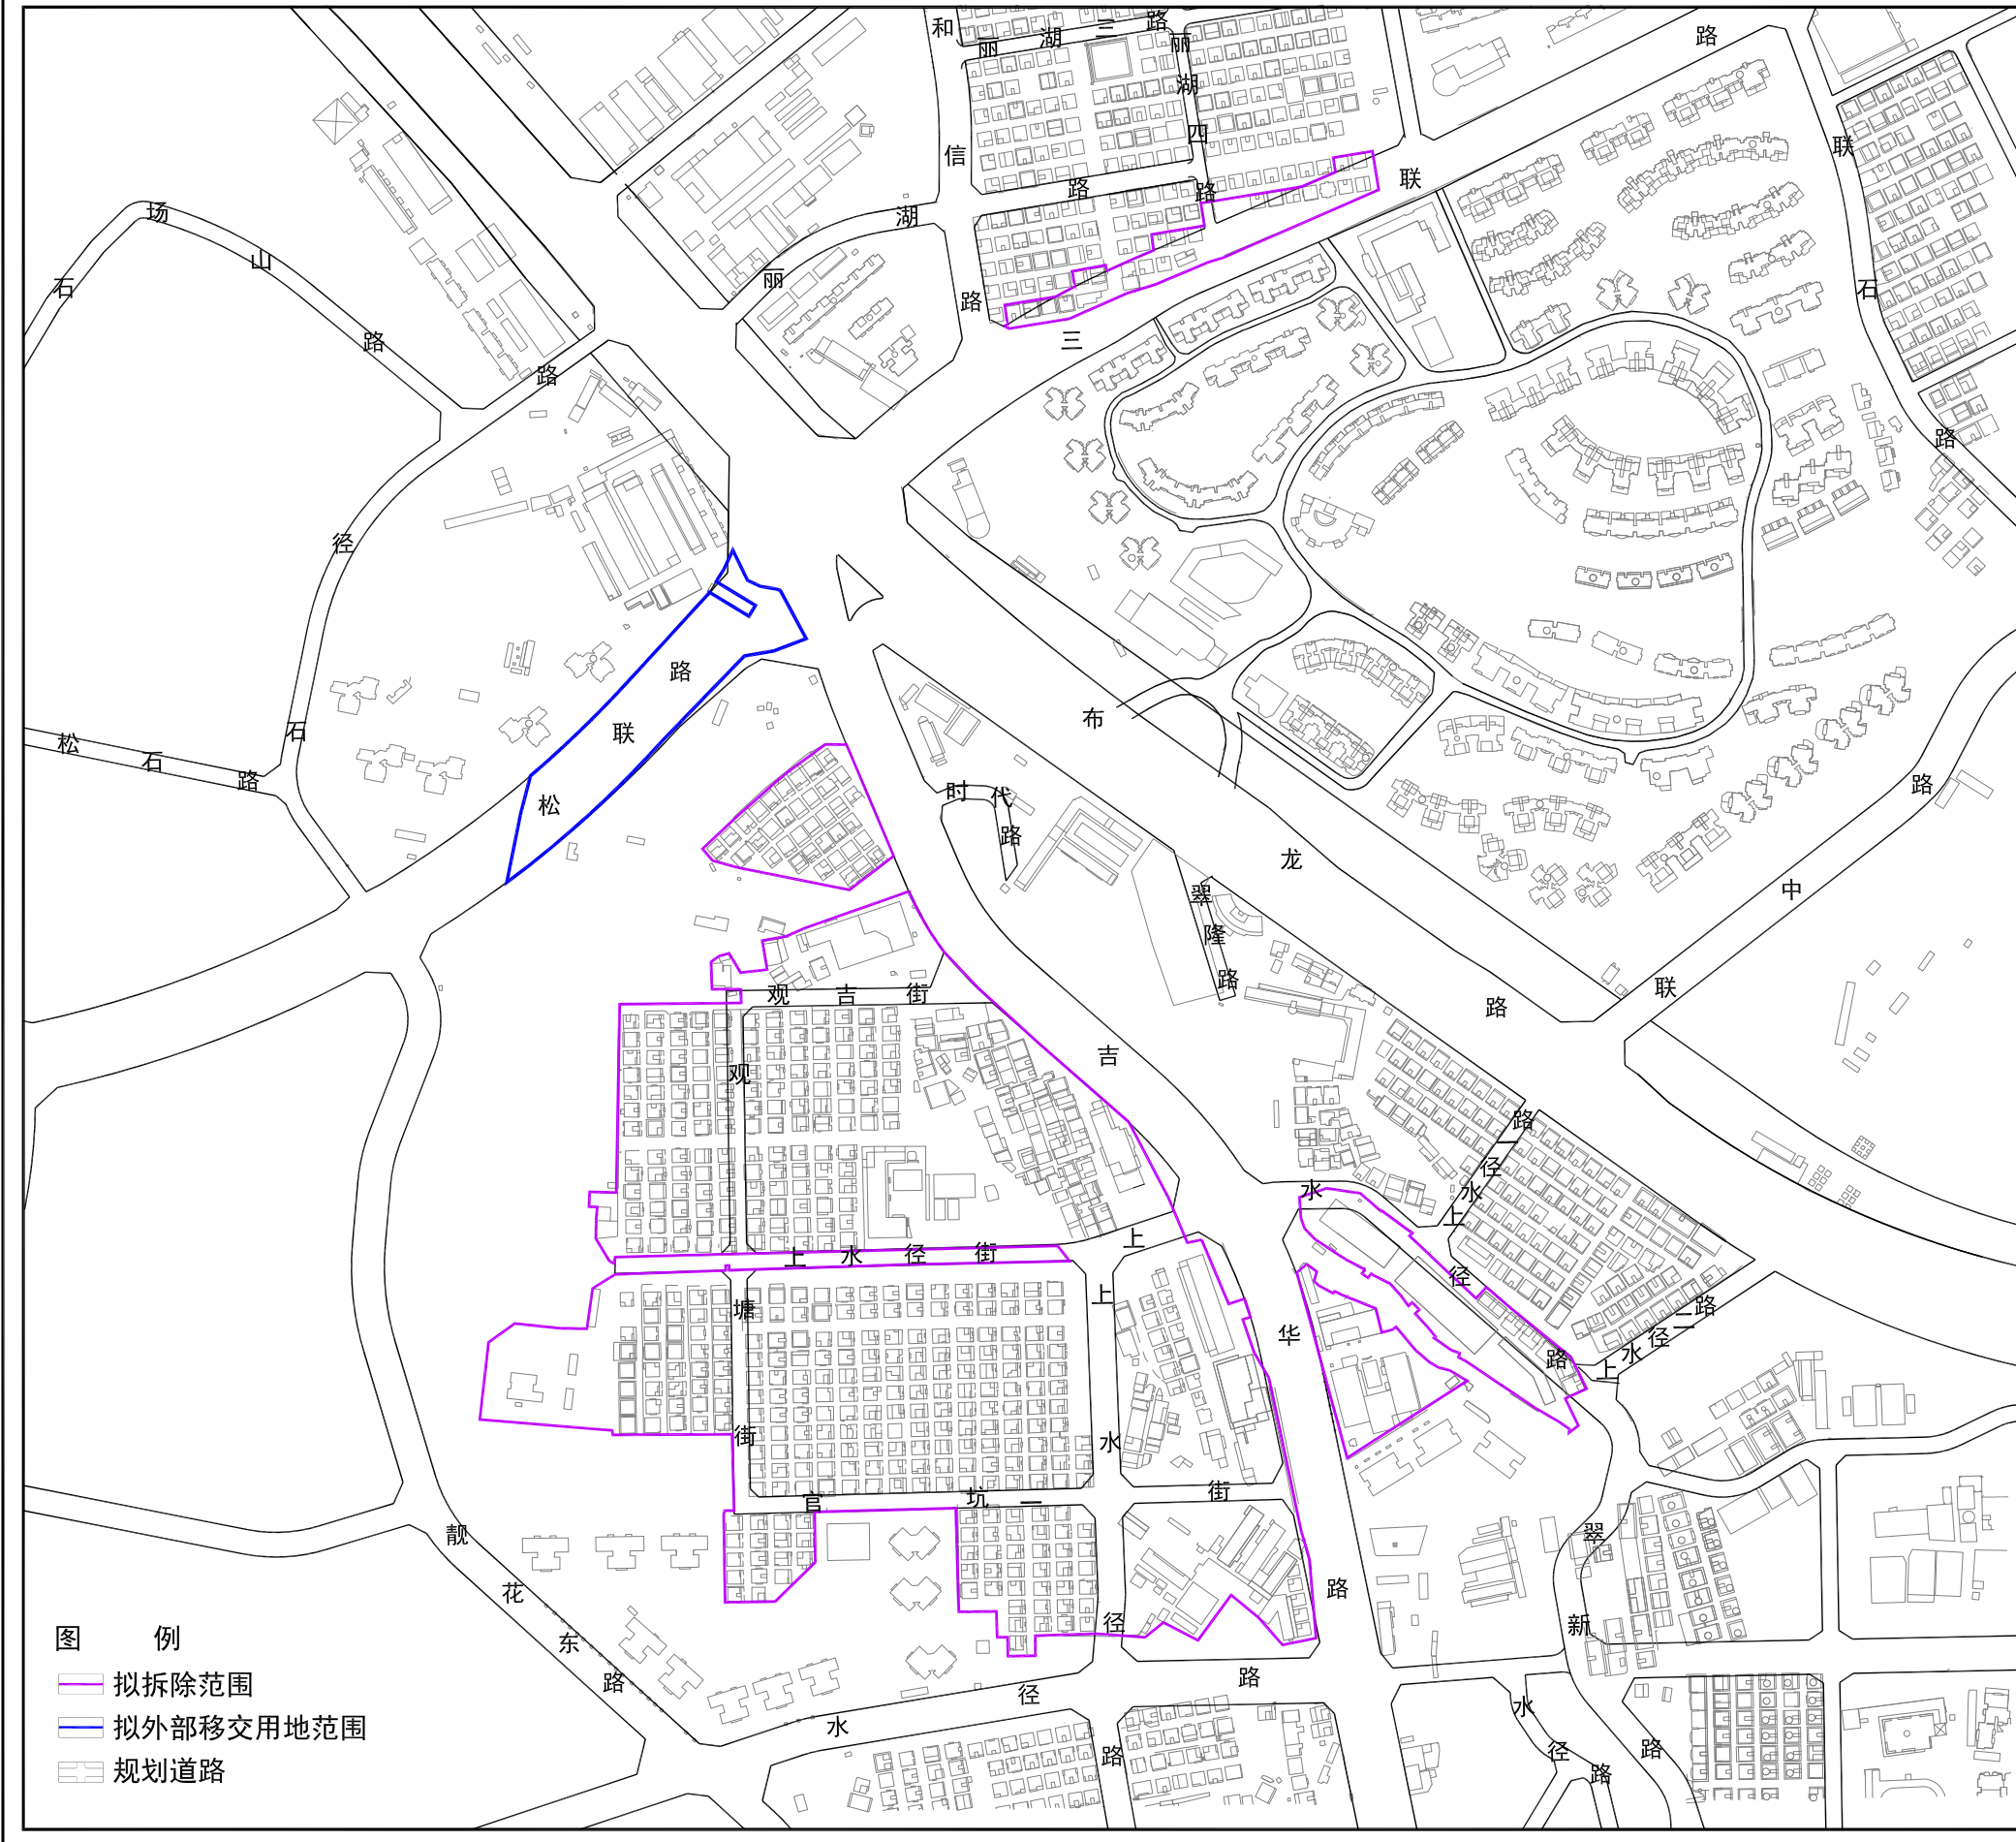 和信路
丽湖三路
丽湖四路
路
联三路
联石路
丽湖路
石场山路
石径路
松石路
松联路
时代路
布龙路
翠隆路
联中路
吉华路
观吉街
观塘街
上水径街
上水径路
上水径一路
上水径二路
水径路
官坑一街
靓花东路
水径路
翠新路
水径路
图例
拟拆除范围
拟外部移交用地范围
规划道路